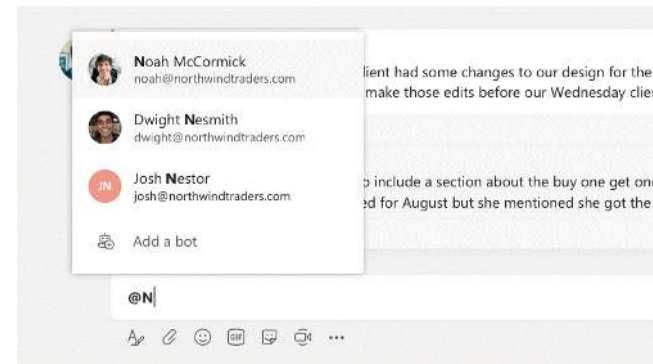 Noah McCormick
noah@northwindtraders.com
lient had some changes to our design for the
make those edits before our Wednesday clie
Dwight Nesmith
dwight@northwindtraders.com
JN
Josh Nestor
josh@northwindtraders.com
o include a section about the buy one get one
ed for August but she mentioned she got the
Add a bot
@N
GIF